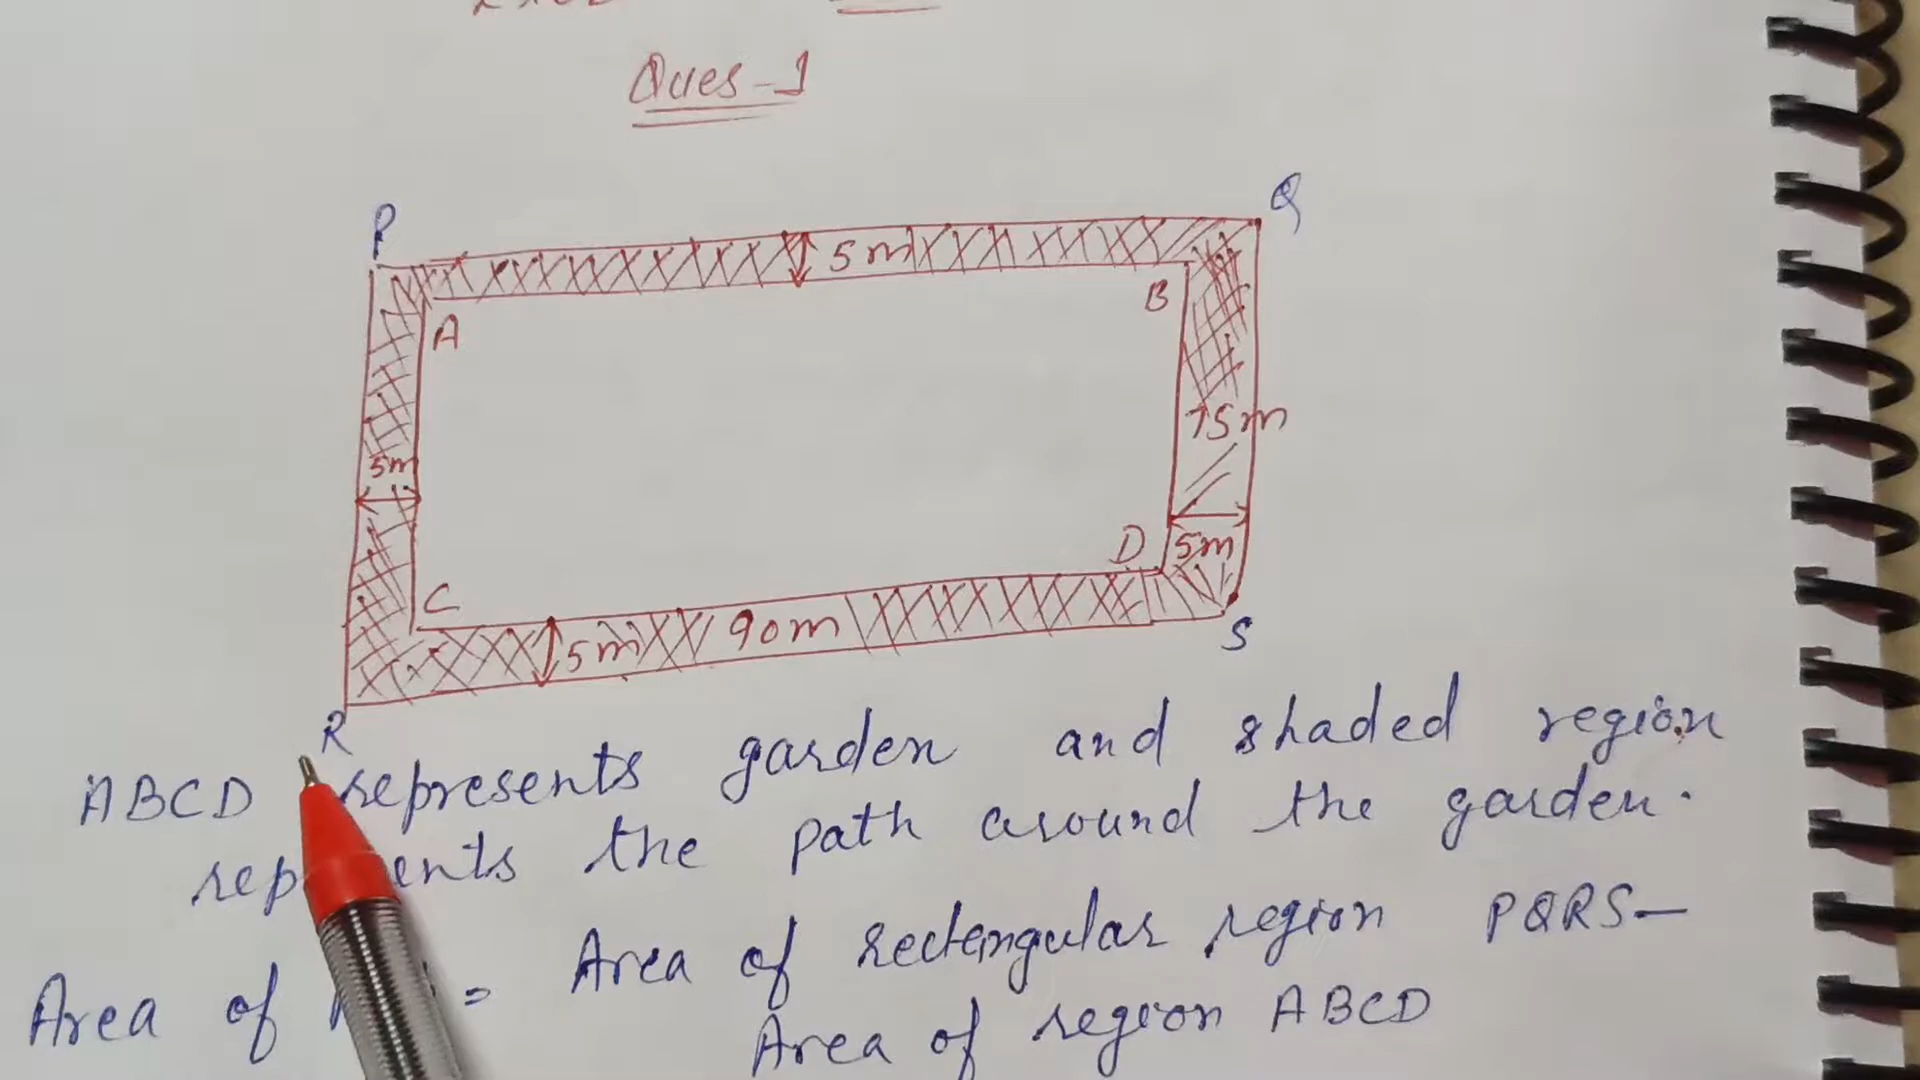 Ques-1
P
Q
5m
A
B
5m
75m
C
D
5m
5m
90m
R
S
ABCD represents garden and shaded region
represents the path around the garden.
Area of = Area of rectangular region PQRS-
Area of region ABCD